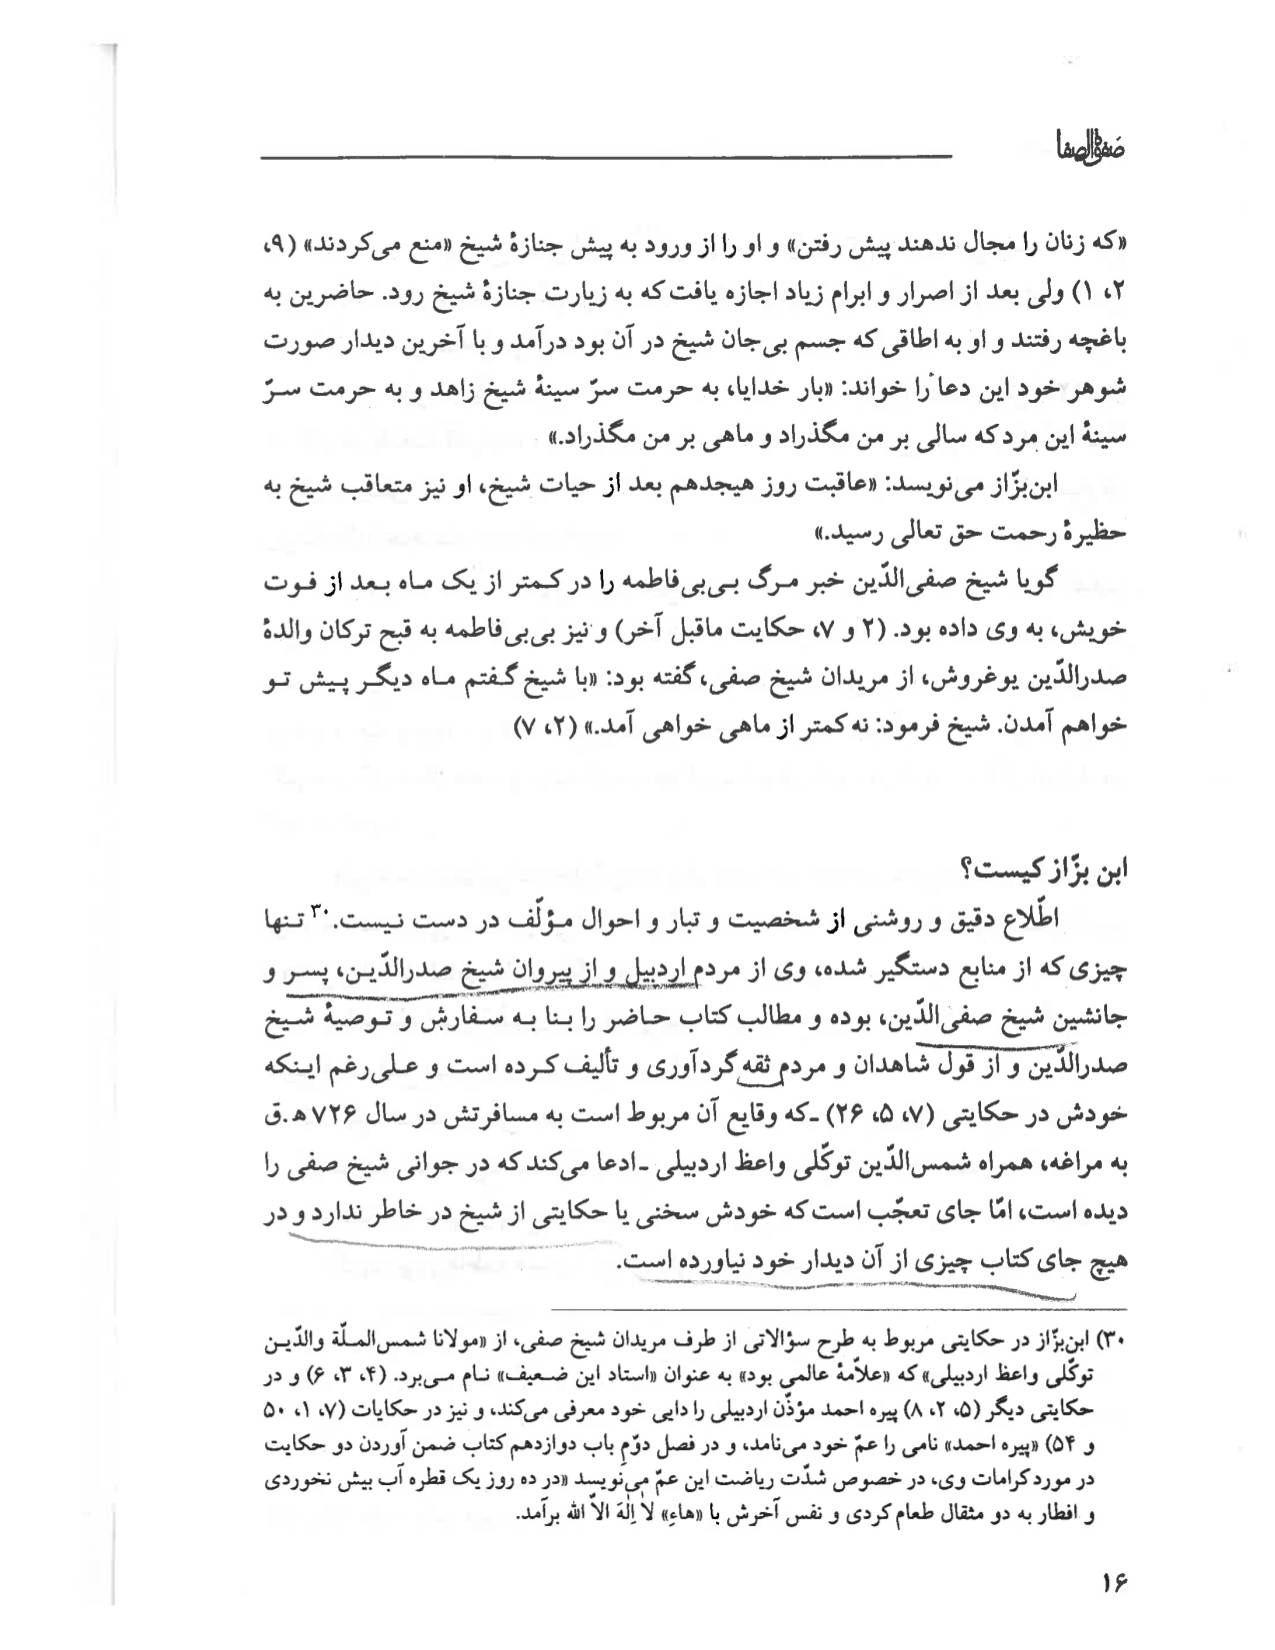 صفوةالصفا
«که زنان را مجال ندهند پیش رفتن» و او را از ورود به پیش جنازهٔ شیخ «منع می‌کردند» (۹،
۲، ۱) ولی بعد از اصرار و ابرام زیاد اجازه یافت که به زیارت جنازهٔ شیخ رود. حاضرین به
باغچه رفتند و او به اطاقی که جسم بی‌جان شیخ در آن بود درآمد و با آخرین دیدار صورت
شوهر خود این دعا را خواند: «بار خدایا، به حرمت سرّ سینهٔ شیخ زاهد و به حرمت سرّ
سینهٔ این مرد که سالی بر من مگذراد و ماهی بر من مگذراد.»
ابن‌بزّاز می‌نویسد: «عاقبت روز هیجدهم بعد از حیات شیخ، او نیز متعاقب شیخ به
حظیرهٔ رحمت حق تعالی رسید.»
گویا شیخ صفی‌الدّین خبر مرگ بی‌بی‌فاطمه را در کمتر از یک ماه بعد از فوت
خویش، به وی داده بود. (۲ و ۷، حکایت ماقبل آخر) و نیز بی‌بی‌فاطمه به قبح ترکان والدهٔ
صدرالدّین یوغروش، از مریدان شیخ صفی، گفته بود: «با شیخ گفتم ماه دیگر پیش تو
خواهم آمدن. شیخ فرمود: نه کمتر از ماهی خواهی آمد.» (۲، ۷)
ابن بزّاز کیست؟
اطّلاع دقیق و روشنی از شخصیت و تبار و احوال مؤلّف در دست نیست.۳۰ تنها
چیزی که از منابع دستگیر شده، وی از مردم اردبیل و از پیروان شیخ صدرالدّین، پسر و
جانشین شیخ صفی‌الدّین، بوده و مطالب کتاب حاضر را بنا به سفارش و توصیهٔ شیخ
صدرالدّین و از قول شاهدان و مردم ثقه گردآوری و تألیف کرده است و علی‌رغم اینکه
خودش در حکایتی (۷، ۵، ۲۶) ـ‌که وقایع آن مربوط است به مسافرتش در سال ۷۲۶ ه‍.ق
به مراغه، همراه شمس‌الدّین توکّلی واعظ اردبیلی ـ‌ادعا می‌کند که در جوانی شیخ صفی را
دیده است، امّا جای تعجّب است که خودش سخنی یا حکایتی از شیخ در خاطر ندارد و در
هیچ جای کتاب چیزی از آن دیدار خود نیاورده است.
۳۰) ابن‌بزّاز در حکایتی مربوط به طرح سؤالاتی از طرف مریدان شیخ صفی، از «مولانا شمس‌الملّة والدّین
توکّلی واعظ اردبیلی» که «علاّمهٔ عالمی بود» به عنوان «استاد این ضعیف» نام می‌برد. (۴، ۳، ۶) و در
حکایتی دیگر (۵، ۲، ۸) پیره احمد مؤذّن اردبیلی را دایی خود معرفی می‌کند، و نیز در حکایات (۷، ۱، ۵۰
و ۵۴) «پیره احمد» نامی را عمّ خود می‌نامد، و در فصل دوّمِ باب دوازدهم کتاب ضمن آوردن دو حکایت
در مورد کرامات وی، در خصوص شدّت ریاضت این عمّ می‌نویسد «در ده روز یک قطره آب بیش نخوردی
و افطار به دو مثقال طعام کردی و نفس آخرش با «هاءِ» لاٰ اِلٰهَ الاّ الله برآمد.
۱۶